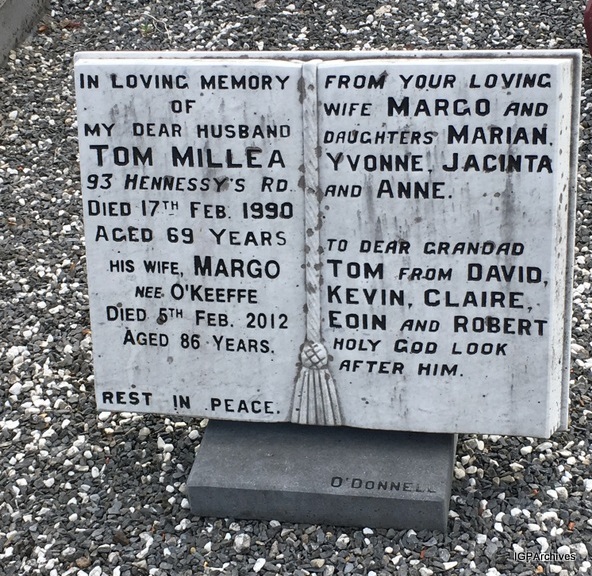 IN LOVING MEMORY
OF
MY DEAR HUSBAND
TOM MILLEA
93 HENNESSY'S RD.
DIED 17TH FEB. 1990
AGED 69 YEARS
HIS WIFE, MARGO
NEE O'KEEFFE
DIED 5TH FEB. 2012
AGED 86 YEARS.
REST IN PEACE.
FROM YOUR LOVING
WIFE MARGO AND
DAUGHTERS MARIAN,
YVONNE, JACINTA
AND ANNE.
TO DEAR GRANDAD
TOM FROM DAVID,
KEVIN, CLAIRE,
EOIN AND ROBERT
HOLY GOD LOOK
AFTER HIM.
O'DONNELL
IGPArchives